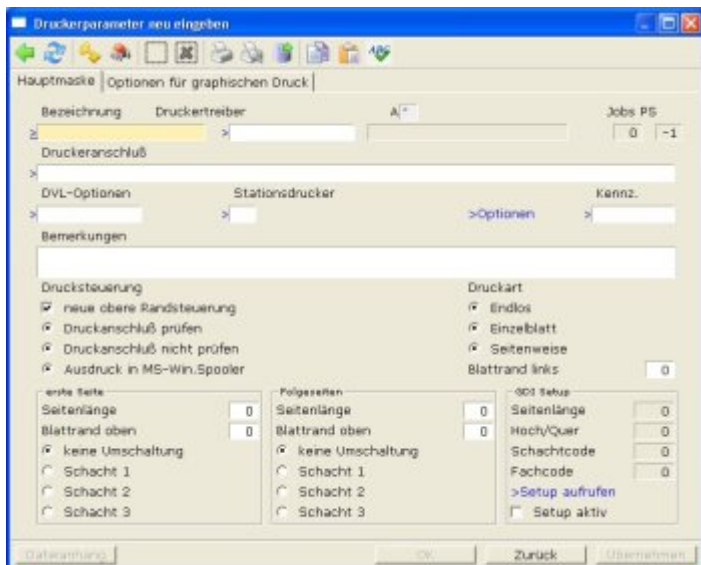 Druckerparameter neu eingeben
ABC
Hauptmaske Optionen für graphischen Druck
Bezeichnung Druckertreiber A * Jobs PS
≥ > 0 -1
Druckeranschluß
>
DVL-Optionen Stationsdrucker Kennz.
> > >Optionen >
Bemerkungen
Drucksteuerung Druckart
neue obere Randsteuerung Endlos
Druckanschluß prüfen Einzelblatt
Druckanschluß nicht prüfen Seitenweise
Ausdruck in MS-Win.Spooler Blattrand links 0
erste Seite Folgeseiten GDI Setup
Seitenlänge 0 Seitenlänge 0 Seitenlänge 0
Blattrand oben 0 Blattrand oben 0 Hoch/Quer 0
keine Umschaltung keine Umschaltung Schachtcode 0
Schacht 1 Schacht 1 Fachcode 0
Schacht 2 Schacht 2 >Setup aufrufen
Schacht 3 Schacht 3 Setup aktiv
Dateianhang OK Zurück Übernehmen